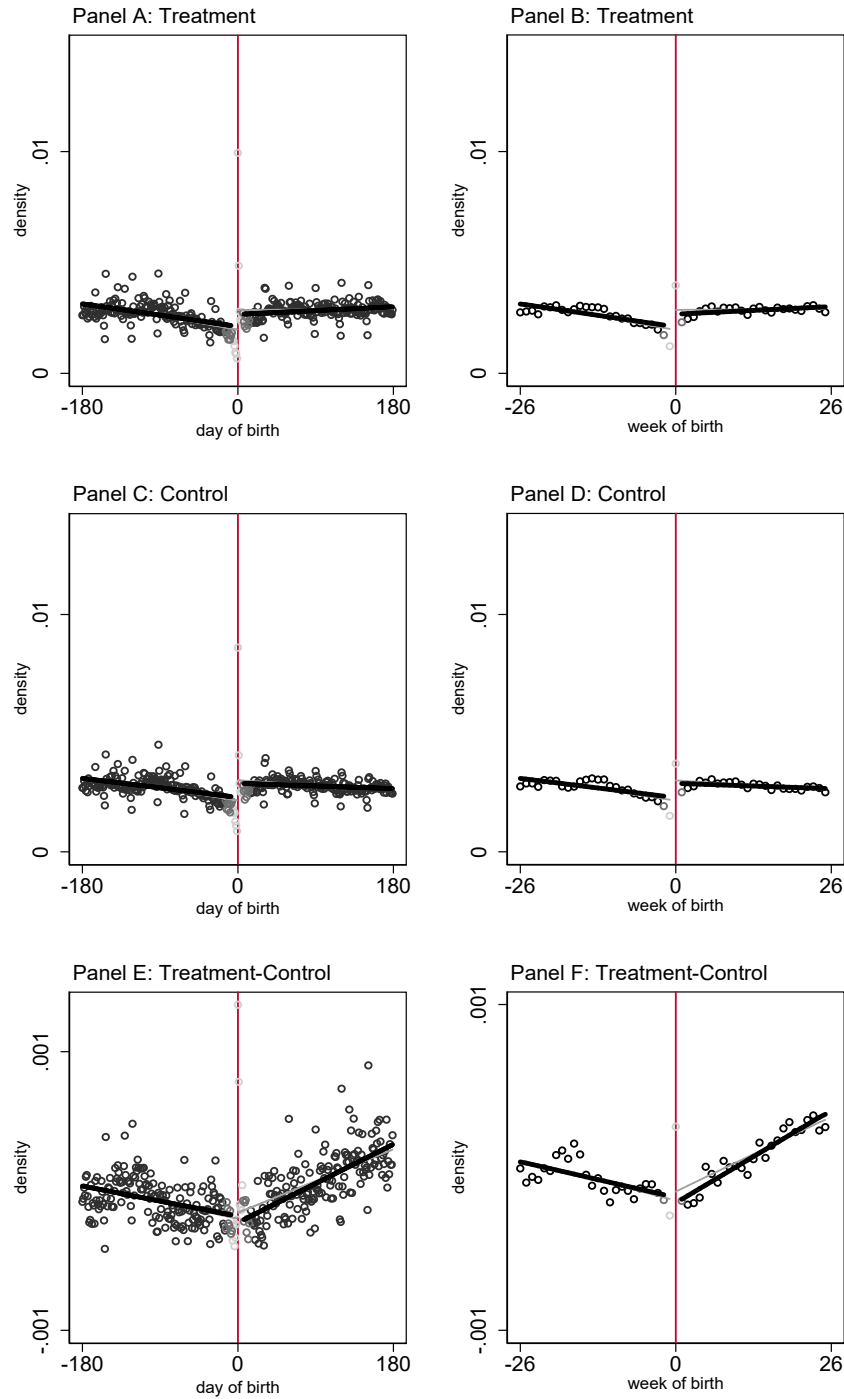 Panel A: Treatment
density
.01
0
-180
0
180
day of birth
Panel B: Treatment
density
.01
0
-26
0
26
week of birth
Panel C: Control
density
.01
0
-180
0
180
day of birth
Panel D: Control
density
.01
0
-26
0
26
week of birth
Panel E: Treatment-Control
density
.001
-.001
-180
0
180
day of birth
Panel F: Treatment-Control
density
.001
-.001
-26
0
26
week of birth